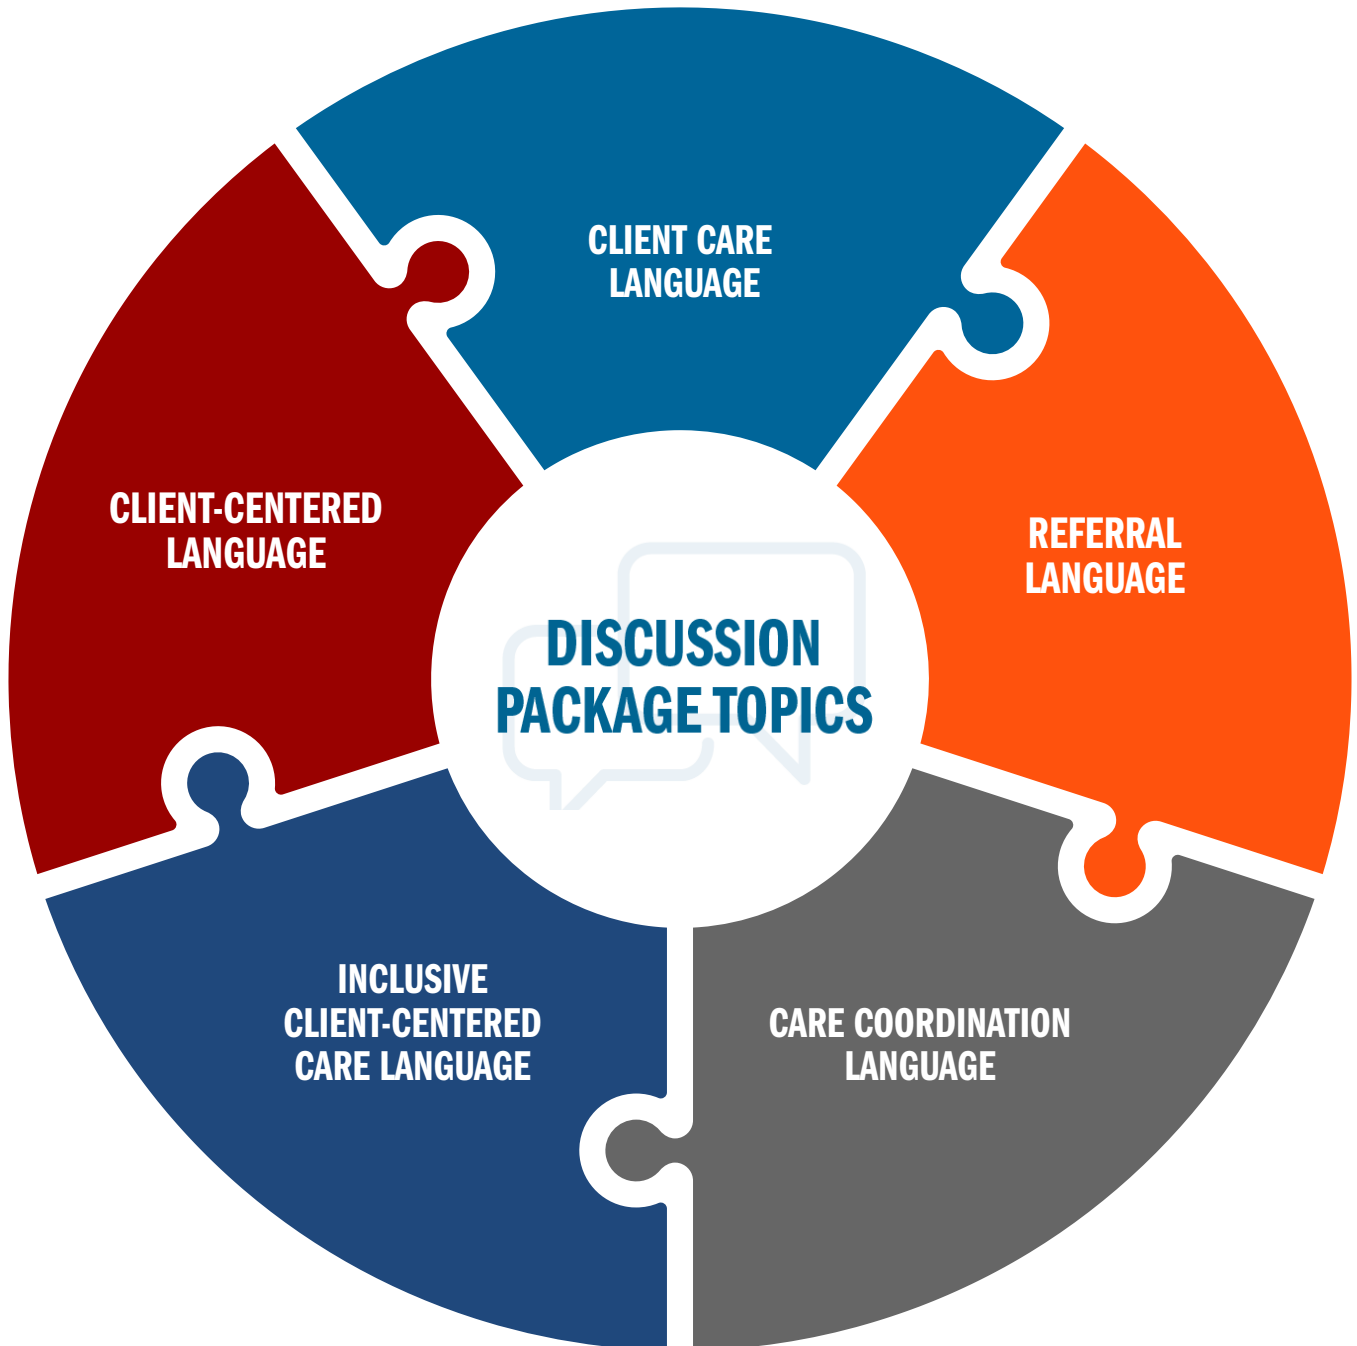 CLIENT CARE
LANGUAGE
REFERRAL
LANGUAGE
CARE COORDINATION
LANGUAGE
INCLUSIVE
CLIENT-CENTERED
CARE LANGUAGE
CLIENT-CENTERED
LANGUAGE
DISCUSSION
PACKAGE TOPICS